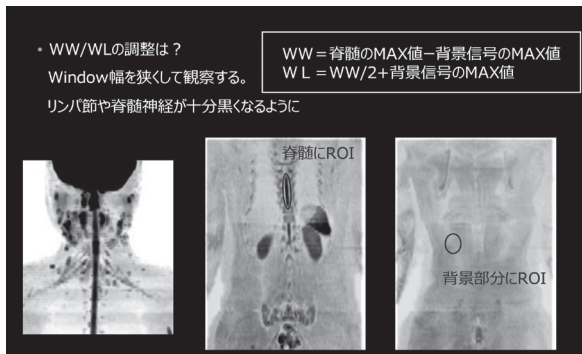 • WW/WLの調整は？
Window幅を狭くして観察する。
リンパ節や脊髄神経が十分黒くなるように
WW＝脊髄のMAX値−背景信号のMAX値
WL＝WW/2+背景信号のMAX値
脊髄にROI
背景部分にROI